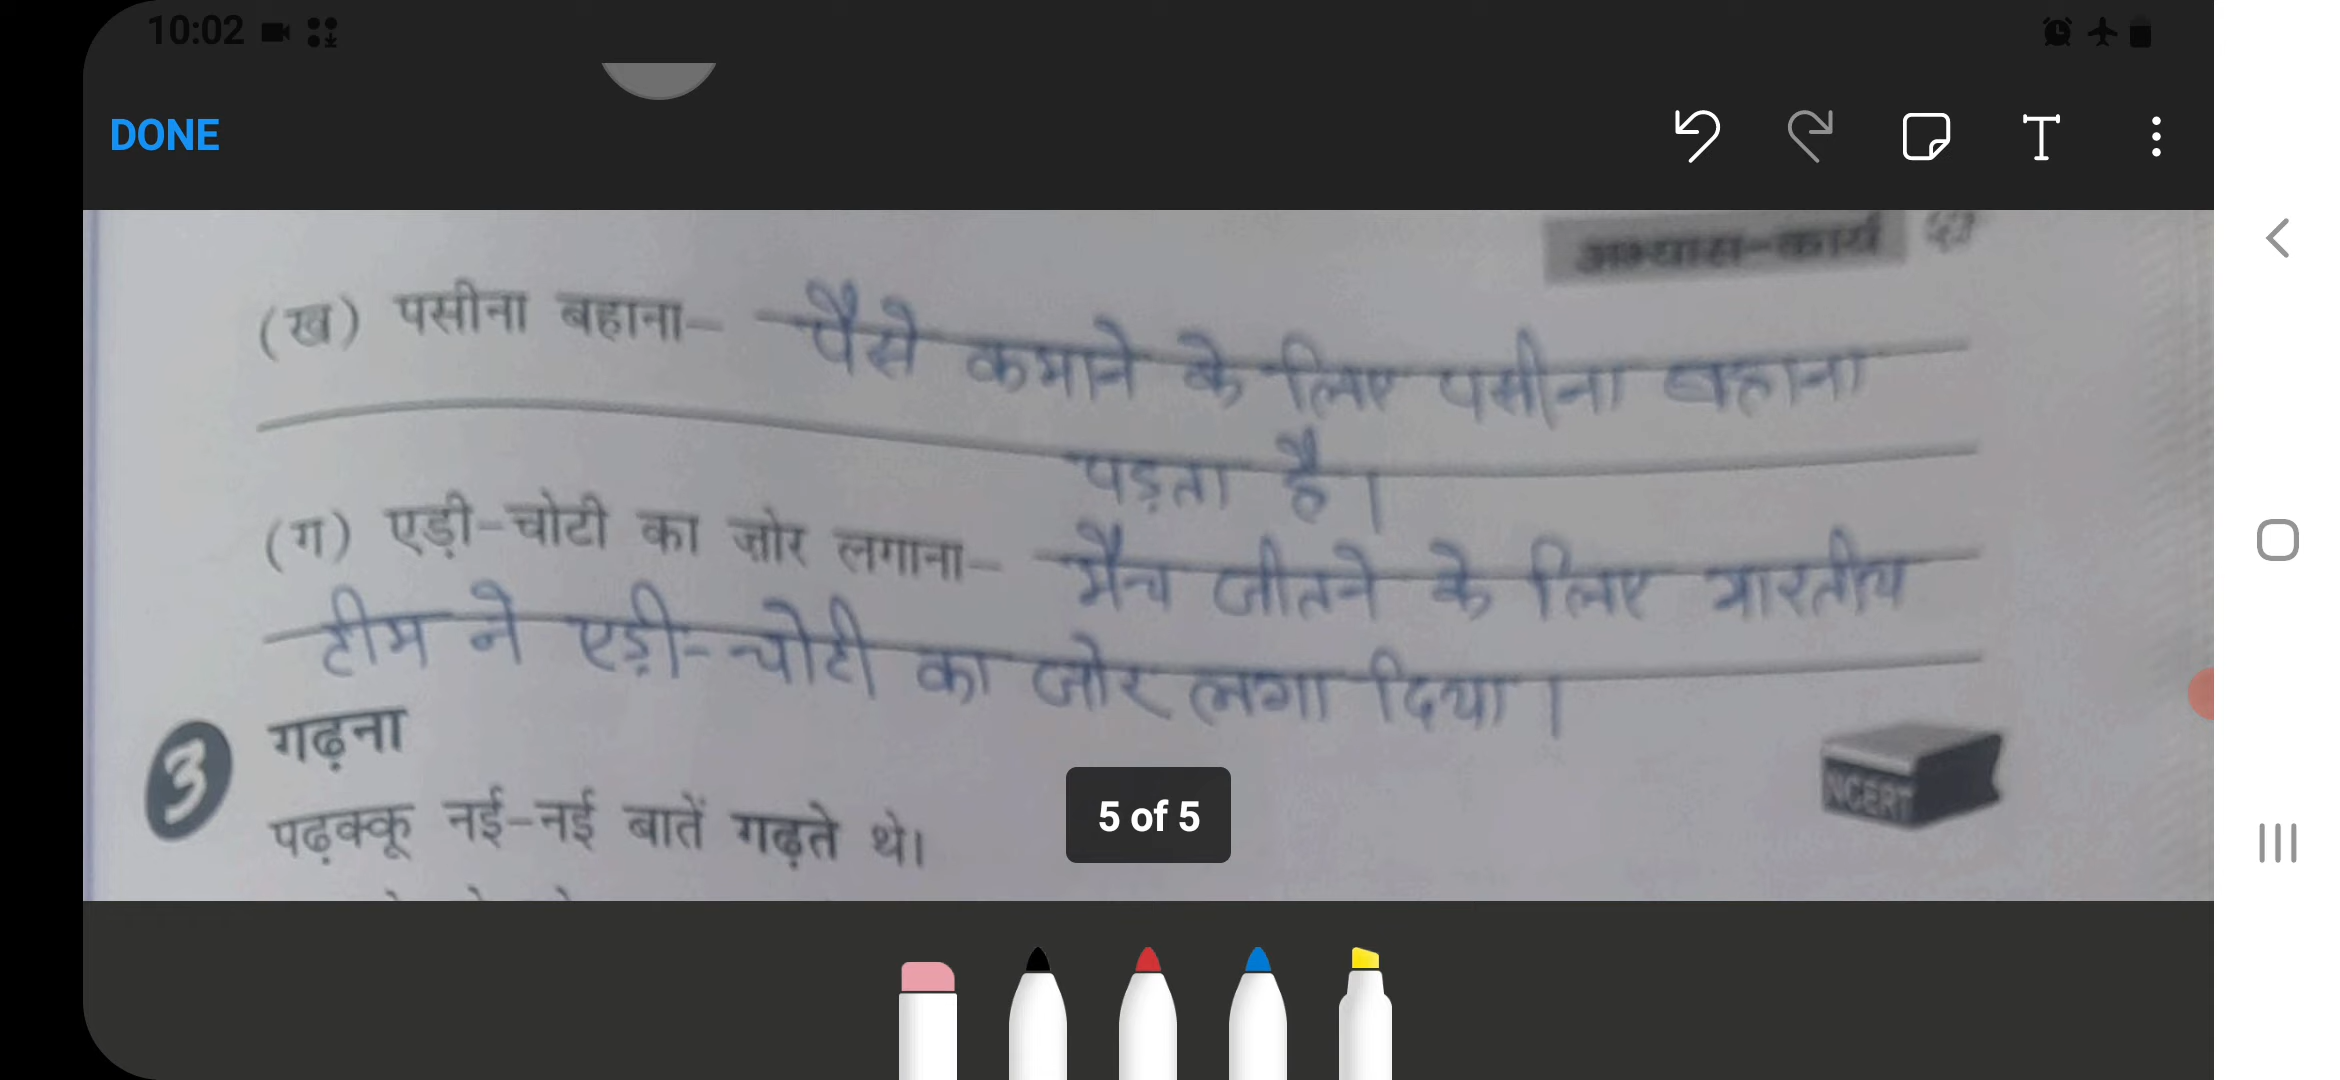 10:02
DONE
अभ्यास-कार्य
(ख) पसीना बहाना- पैसे कमाने के लिए पसीना बहाना
पड़ता है।
(ग) एड़ी-चोटी का ज़ोर लगाना- मैच जीतने के लिए भारतीय
टीम ने एड़ी-चोटी का जोर लगा दिया।
3 गढ़ना
NCERT
पढ़क्कू नई-नई बातें गढ़ते थे।
5 of 5